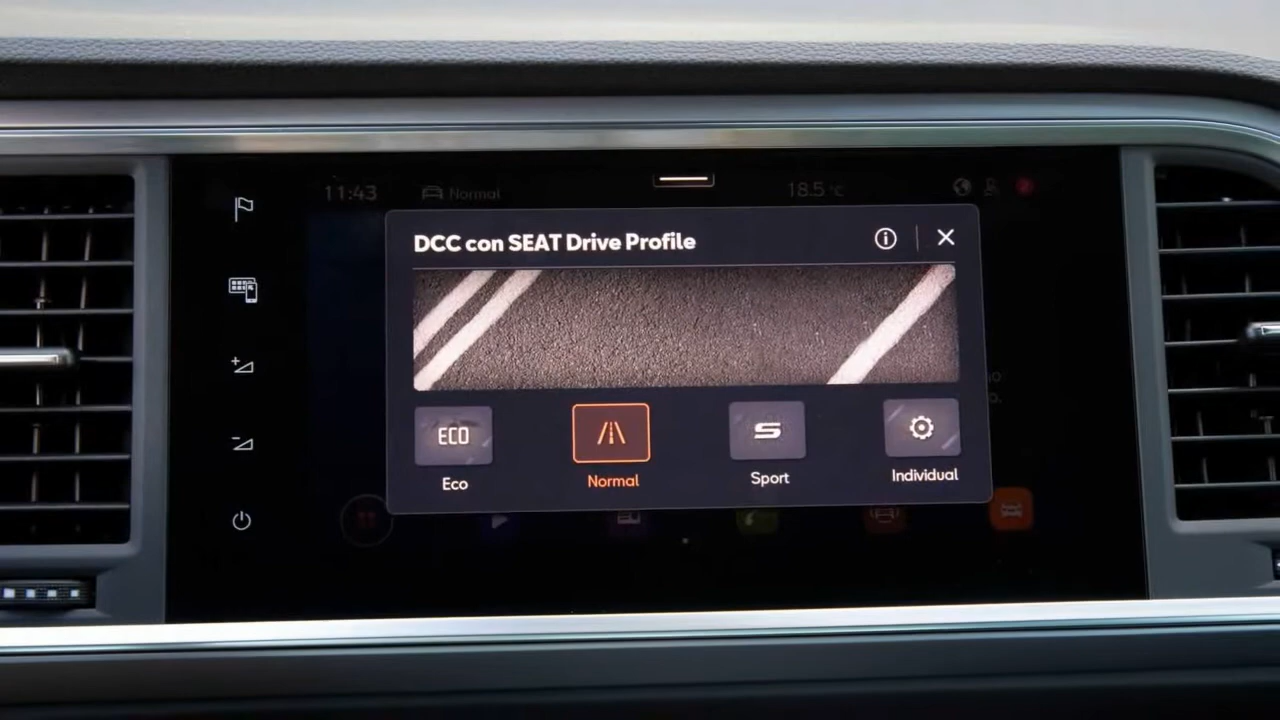 11:43 Normal 18.5 °C
DCC con SEAT Drive Profile
ECO
S
Eco Normal Sport Individual